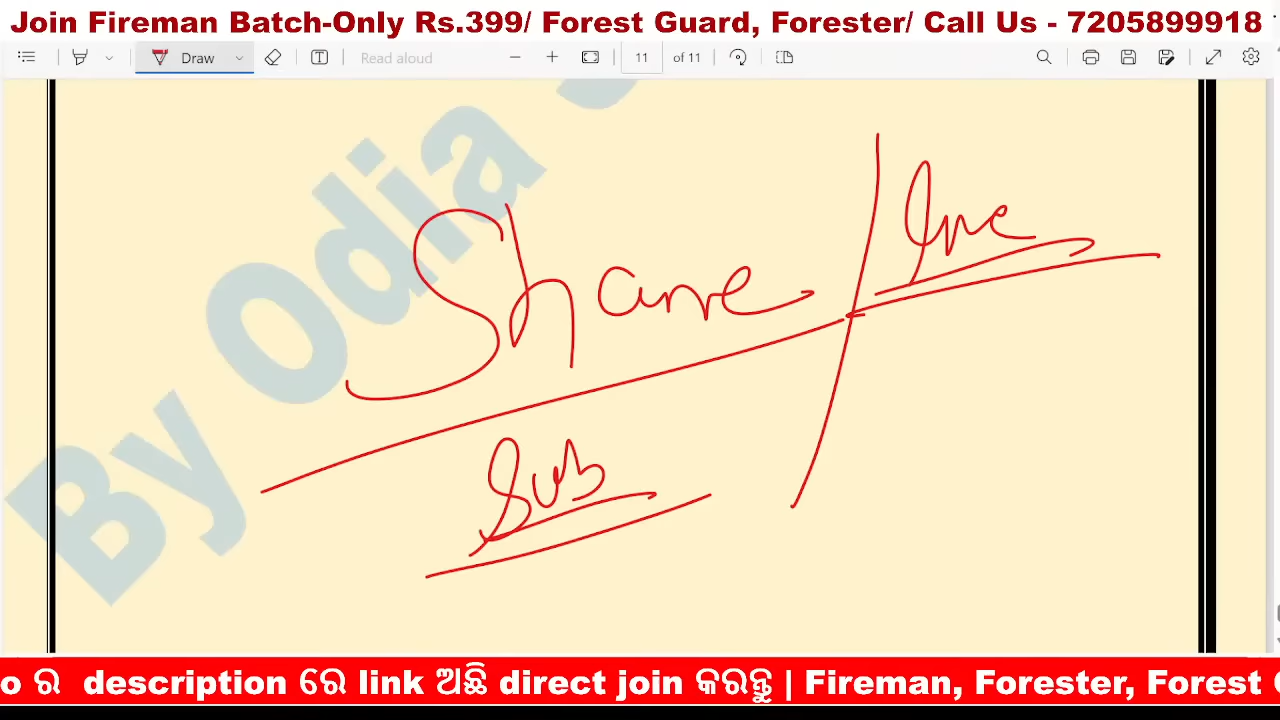 Join Fireman Batch-Only Rs.399/ Forest Guard, Forester/ Call Us - 7205899918
Draw
Read aloud
11 of 11
By Odia
Share
Sub
o ର description ରେ link ଅଛି direct join କରନ୍ତୁ | Fireman, Forester, Forest